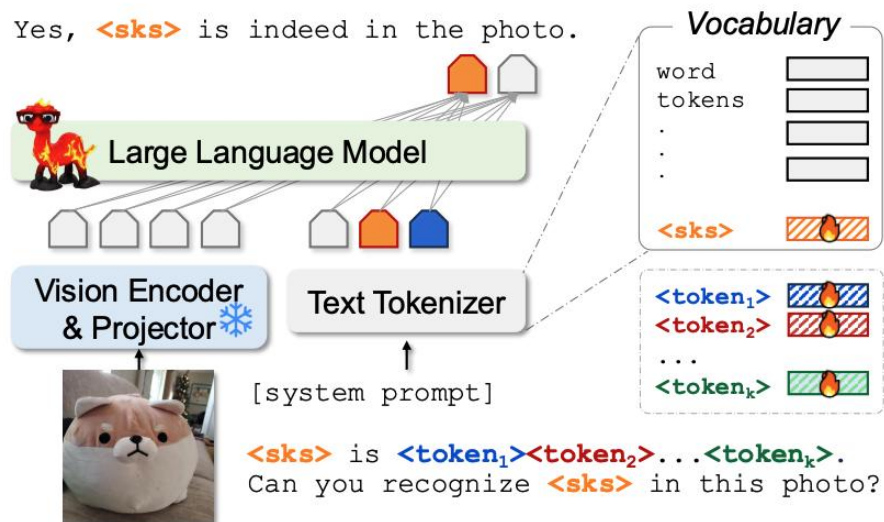 Yes, <sks> is indeed in the photo.
Large Language Model
Vision Encoder
& Projector
Text Tokenizer
[system prompt]
<sks> is <token₁><token₂>...<tokenₖ>.
Can you recognize <sks> in this photo?
Vocabulary
word
tokens
.
.
.
<sks>
<token₁>
<token₂>
...
<tokenₖ>